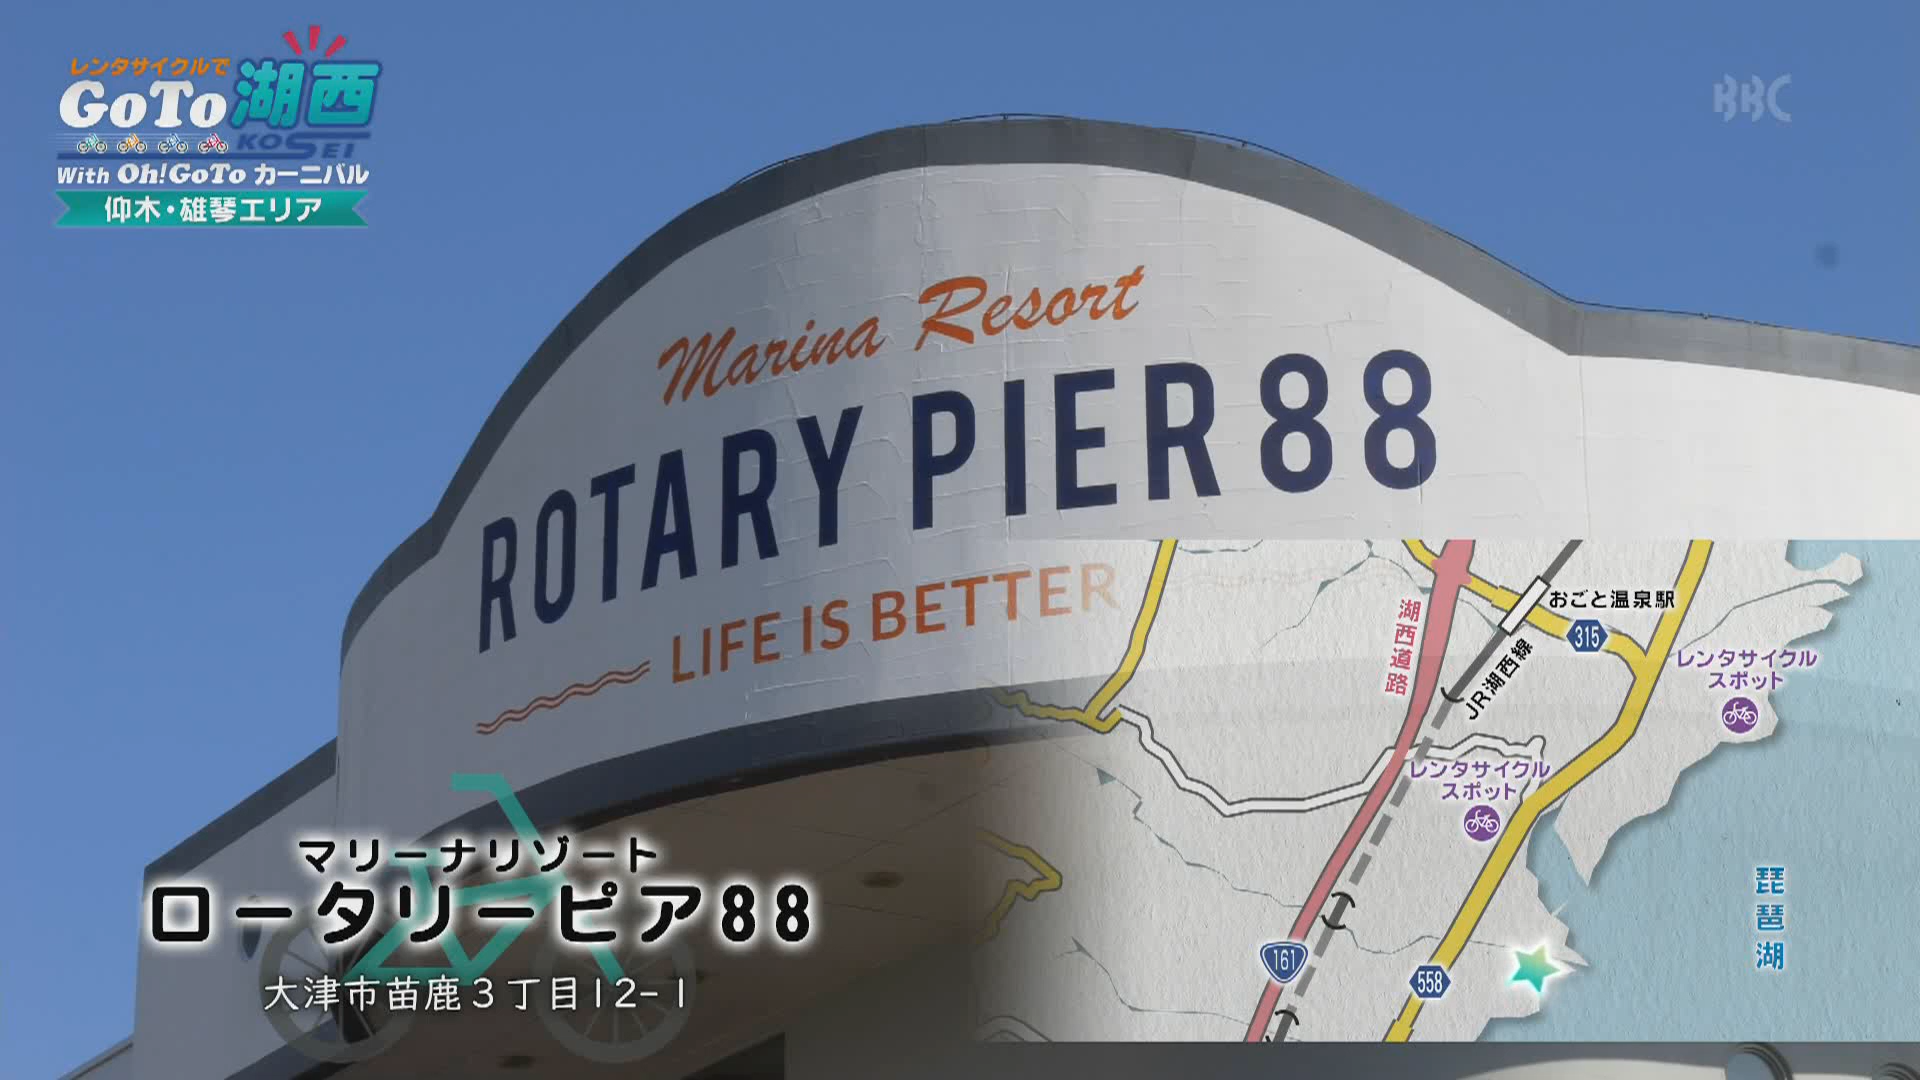 レンタサイクルで
GoTo湖西
KOSEI
With Oh!GoTo カーニバル
仰木・雄琴エリア
BBC
Marina Resort
ROTARY PIER 88
LIFE IS BETTER
おごと温泉駅
315
湖西道路
JR湖西線
レンタサイクル
スポット
レンタサイクル
スポット
琵琶湖
161
558
マリーナリゾート
ロータリーピア88
大津市苗鹿3丁目12-1